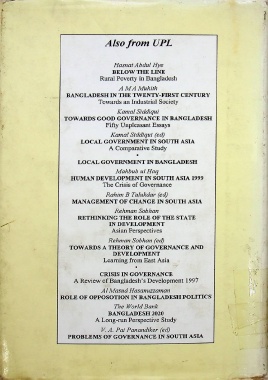 Also from UPL
Hasnat Abdul Hye
BELOW THE LINE
Rural Poverty in Bangladesh
A M A Muhith
BANGLADESH IN THE TWENTY-FIRST CENTURY
Towards an Industrial Society
Kamal Siddiqui
TOWARDS GOOD GOVERNANCE IN BANGLADESH
Fifty Unpleasant Essays
Kamal Siddiqui (ed)
LOCAL GOVERNMENT IN SOUTH ASIA
A Comparative Study
•
LOCAL GOVERNMENT IN BANGLADESH
Mahbub ul Haq
HUMAN DEVELOPMENT IN SOUTH ASIA 1999
The Crisis of Governance
Rahim B Talukdar (ed)
MANAGEMENT OF CHANGE IN SOUTH ASIA
Rehman Sobhan
RETHINKING THE ROLE OF THE STATE
IN DEVELOPMENT
Asian Perspectives
Rehman Sobhan (ed)
TOWARDS A THEORY OF GOVERNANCE AND
DEVELOPMENT
Learning from East Asia
•
CRISIS IN GOVERNANCE
A Review of Bangladesh's Development 1997
Al Masud Hasanuzzaman
ROLE OF OPPOSITION IN BANGLADESH POLITICS
The World Bank
BANGLADESH 2020
A Long-run Perspective Study
V. A. Pai Panandiker (ed)
PROBLEMS OF GOVERNANCE IN SOUTH ASIA